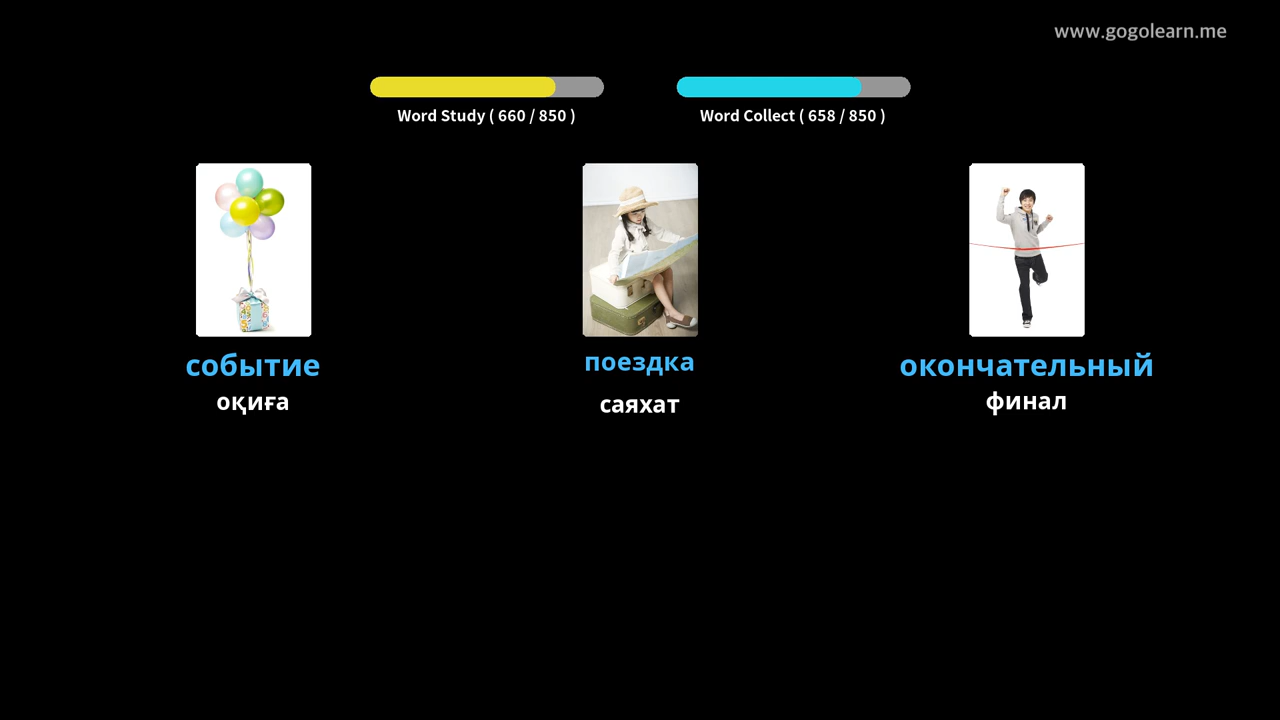 www.gogolearn.me
Word Study ( 660 / 850 )
Word Collect ( 658 / 850 )
событие
поездка
окончательный
оқиға
саяхат
финал